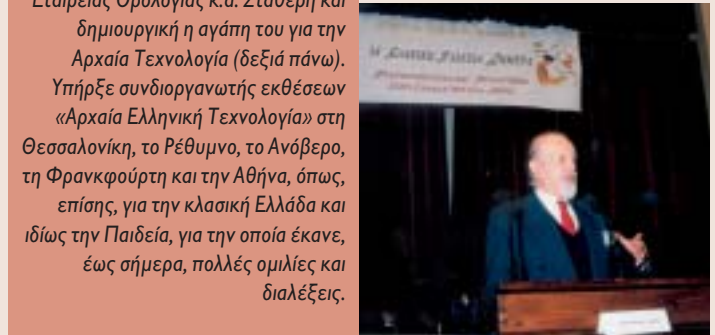 Εταιρείας Ορολογίας κ.ά. Σταθερή και
δημιουργική η αγάπη του για την
Αρχαία Τεχνολογία (δεξιά πάνω).
Υπήρξε συνδιοργανωτής εκθέσεων
«Αρχαία Ελληνική Τεχνολογία» στη
Θεσσαλονίκη, το Ρέθυμνο, το Ανόβερο,
τη Φρανκφούρτη και την Αθήνα, όπως,
επίσης, για την κλασική Ελλάδα και
ιδίως την Παιδεία, για την οποία έκανε,
έως σήμερα, πολλές ομιλίες και
διαλέξεις.